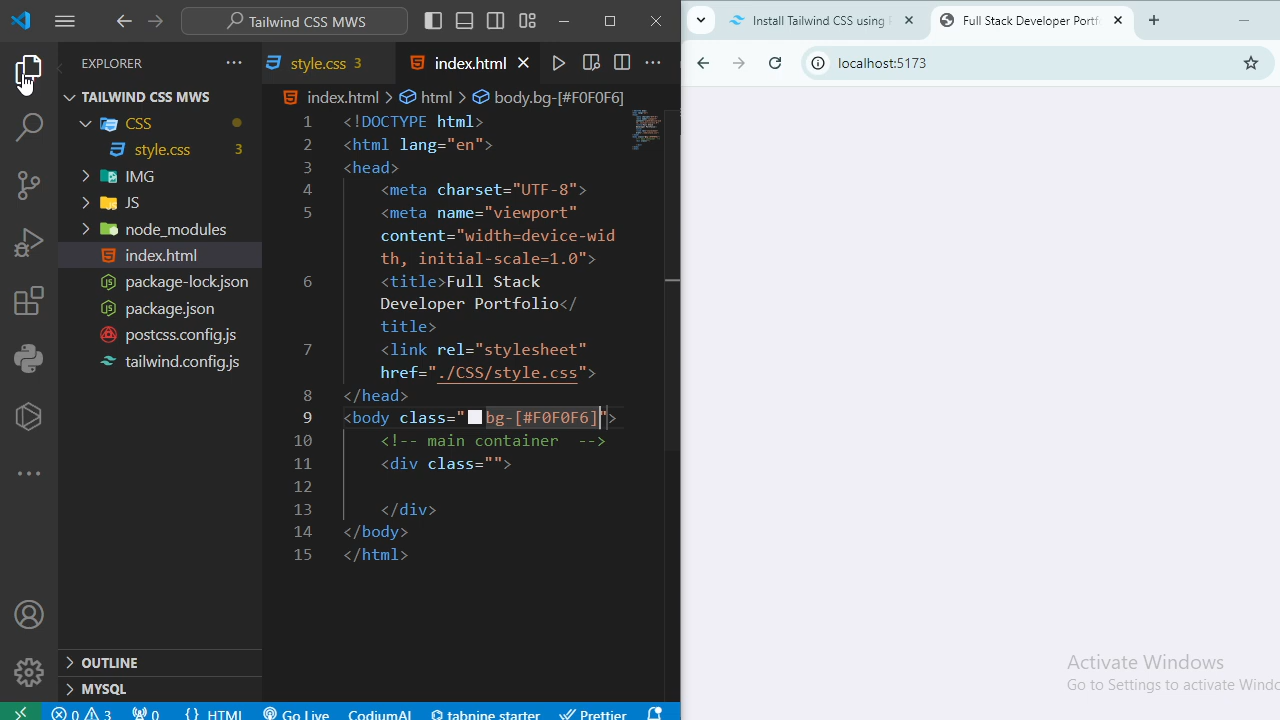 Tailwind CSS MWS
Install Tailwind CSS using
Full Stack Developer Portf
localhost:5173
EXPLORER
TAILWIND CSS MWS
CSS
style.css 3
IMG
JS
node_modules
index.html
package-lock.json
package.json
postcss.config.js
tailwind.config.js
OUTLINE
MYSQL
style.css 3
index.html
index.html > html > body.bg-[#F0F0F6]
1 <!DOCTYPE html>
2 <html lang="en">
3 <head>
4 <meta charset="UTF-8">
5 <meta name="viewport"
content="width=device-wid
th, initial-scale=1.0">
6 <title>Full Stack
Developer Portfolio</
title>
7 <link rel="stylesheet"
href="./CSS/style.css">
8 </head>
9 <body class="bg-[#F0F0F6]">
10 <!-- main container -->
11 <div class="">
12
13 </div>
14 </body>
15 </html>
Activate Windows
Go to Settings to activate Windo
0 3 0 {} HTML Go Live CodiumAI tabnine starter Prettier